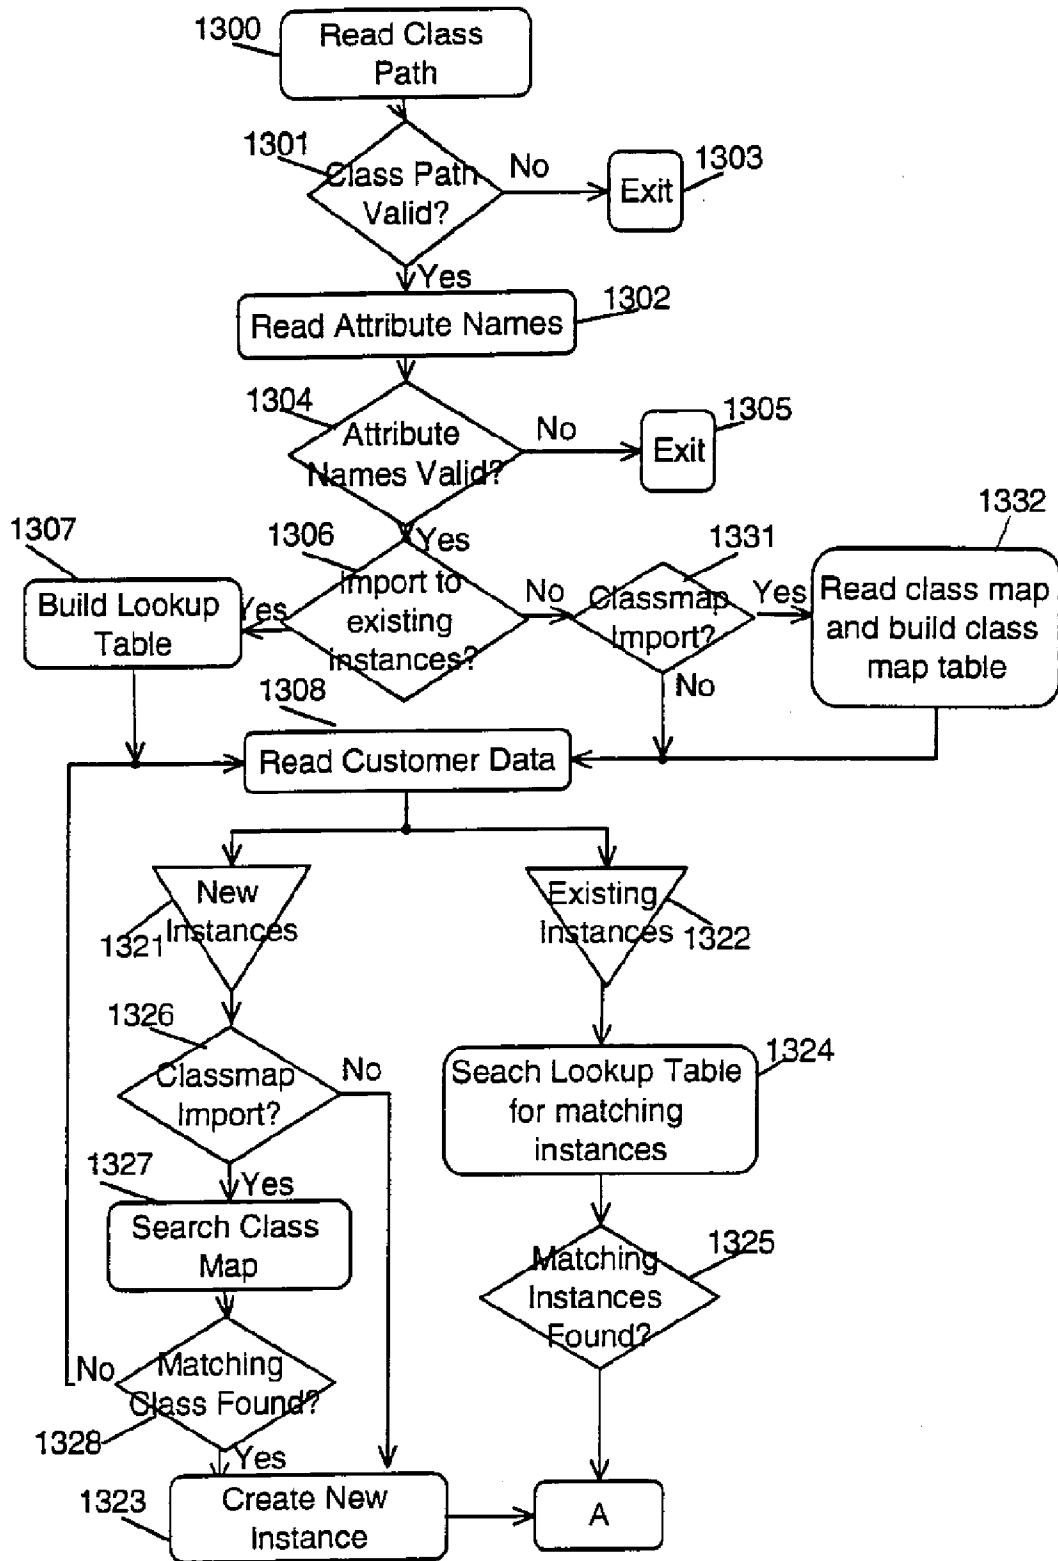 1300
Read Class
Path
1301
Class Path
Valid?
No
Exit
1303
Yes
Read Attribute Names
1302
1304
Attribute
Names Valid?
No
Exit
1305
Yes
1307
Build Lookup
Table
Yes
1306
Import to
existing
instances?
No
1331
Classmap
Import?
Yes
No
1332
Read class map
and build class
map table
1308
Read Customer Data
New
Instances
1321
Existing
Instances
1322
1326
Classmap
Import?
No
Yes
Seach Lookup Table
for matching
instances
1324
1327
Search Class
Map
Matching
Instances
Found?
1325
No
Matching
Class Found?
1328
Yes
1323
Create New
Instance
A